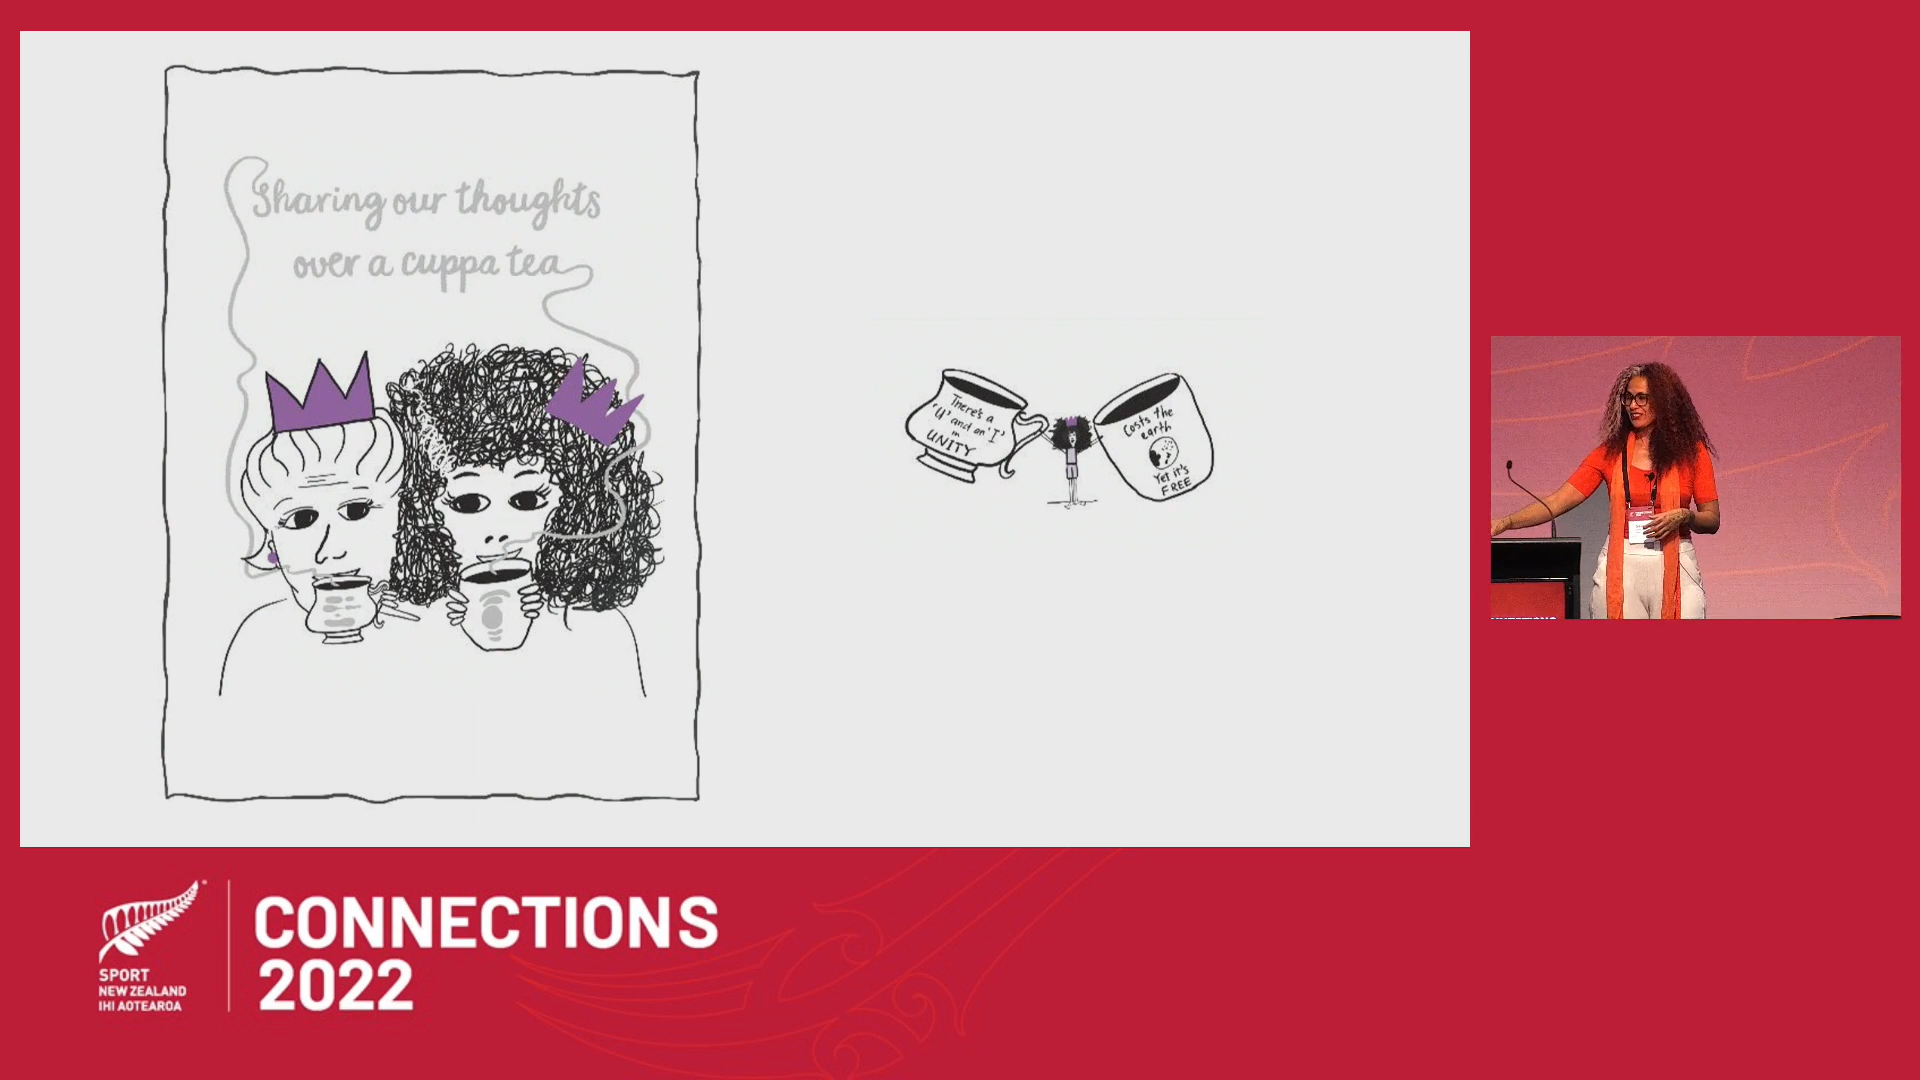 Sharing our thoughts
over a cuppa tea
There's a
'U' and an 'I'
in
UNITY
Costs the
earth
Yet it's
FREE
SPORT
NEW ZEALAND
IHI AOTEAROA
CONNECTIONS
2022